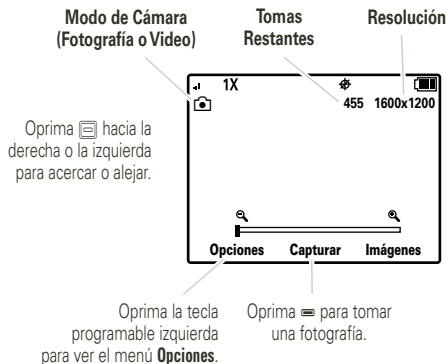 Modo de Cámara
(Fotografía o Video)
Tomas
Restantes
Resolución
1X
455 1600x1200
Oprima hacia la
derecha o la izquierda
para acercar o alejar.
Opciones Capturar Imágenes
Oprima la tecla
programable izquierda
para ver el menú Opciones.
Oprima para tomar
una fotografía.